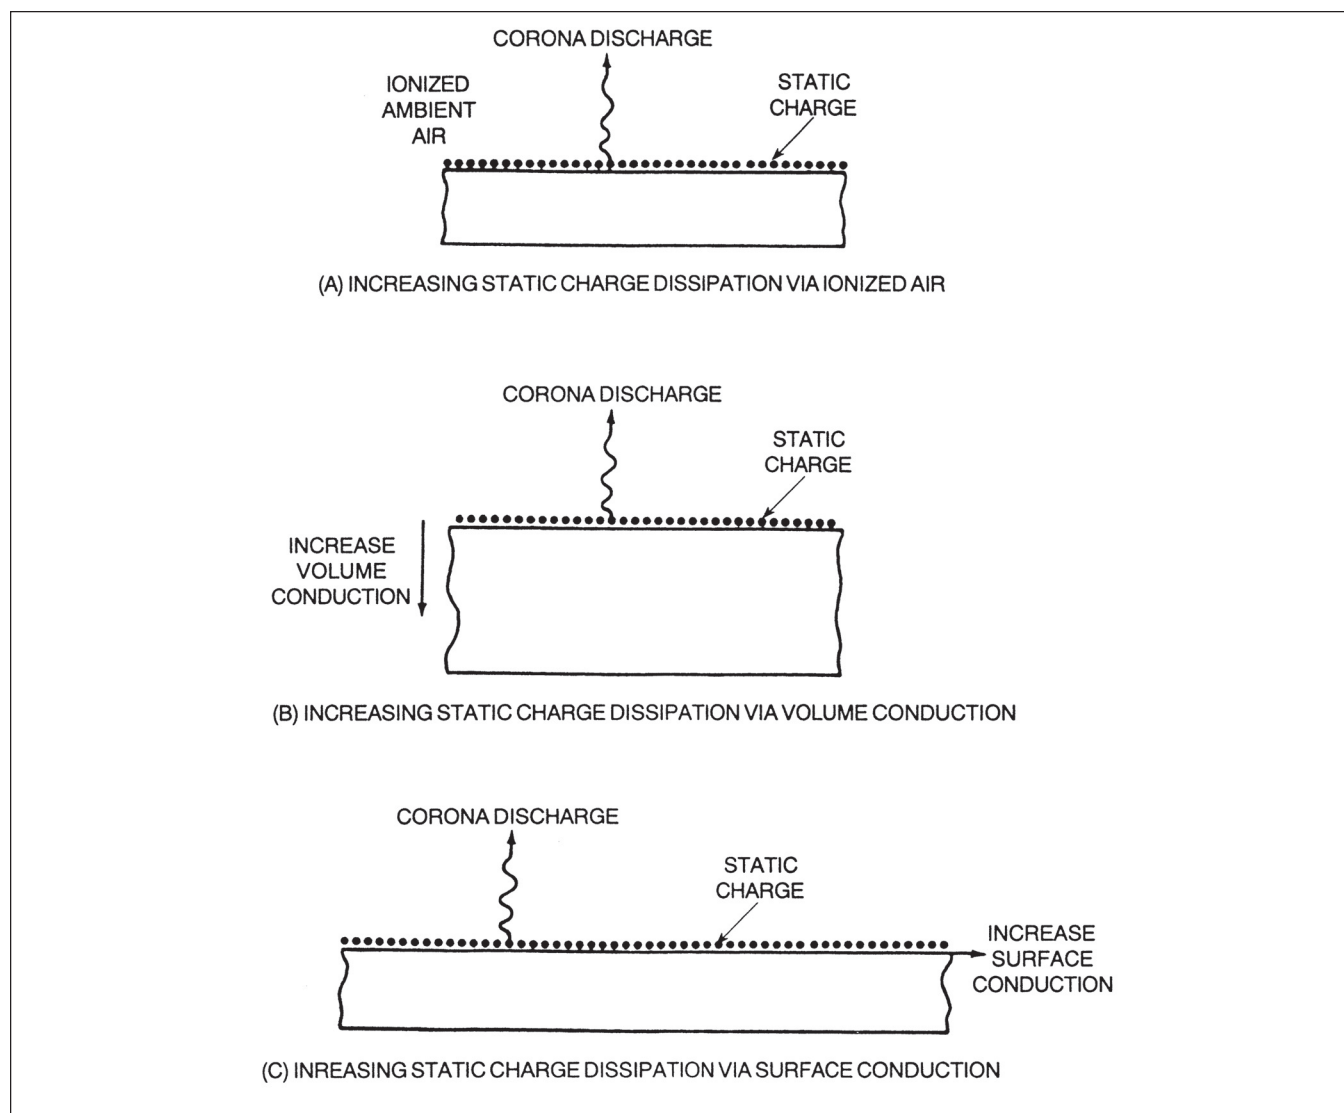 CORONA DISCHARGE
IONIZED
AMBIENT
AIR
STATIC
CHARGE
(A) INCREASING STATIC CHARGE DISSIPATION VIA IONIZED AIR
CORONA DISCHARGE
STATIC
CHARGE
INCREASE
VOLUME
CONDUCTION
(B) INCREASING STATIC CHARGE DISSIPATION VIA VOLUME CONDUCTION
CORONA DISCHARGE
STATIC
CHARGE
INCREASE
SURFACE
CONDUCTION
(C) INREASING STATIC CHARGE DISSIPATION VIA SURFACE CONDUCTION